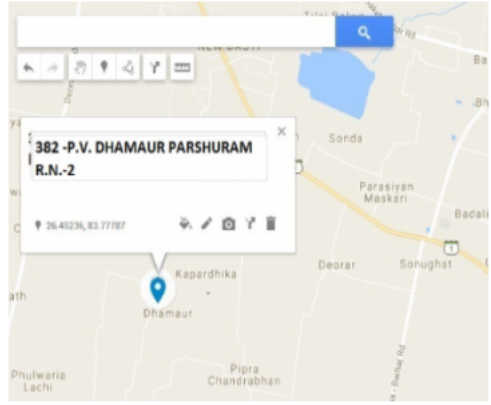 NEW BASTI
Sonda
382 -P.V. DHAMAUR PARSHURAM
R.N.-2
Parasiyan
Maskari
26.45236, 83.77787
1
Deorar
Sonughat
Kapardhika
Dhamaur
Pipra
Chandrabhan
Phulwaria
Lachi